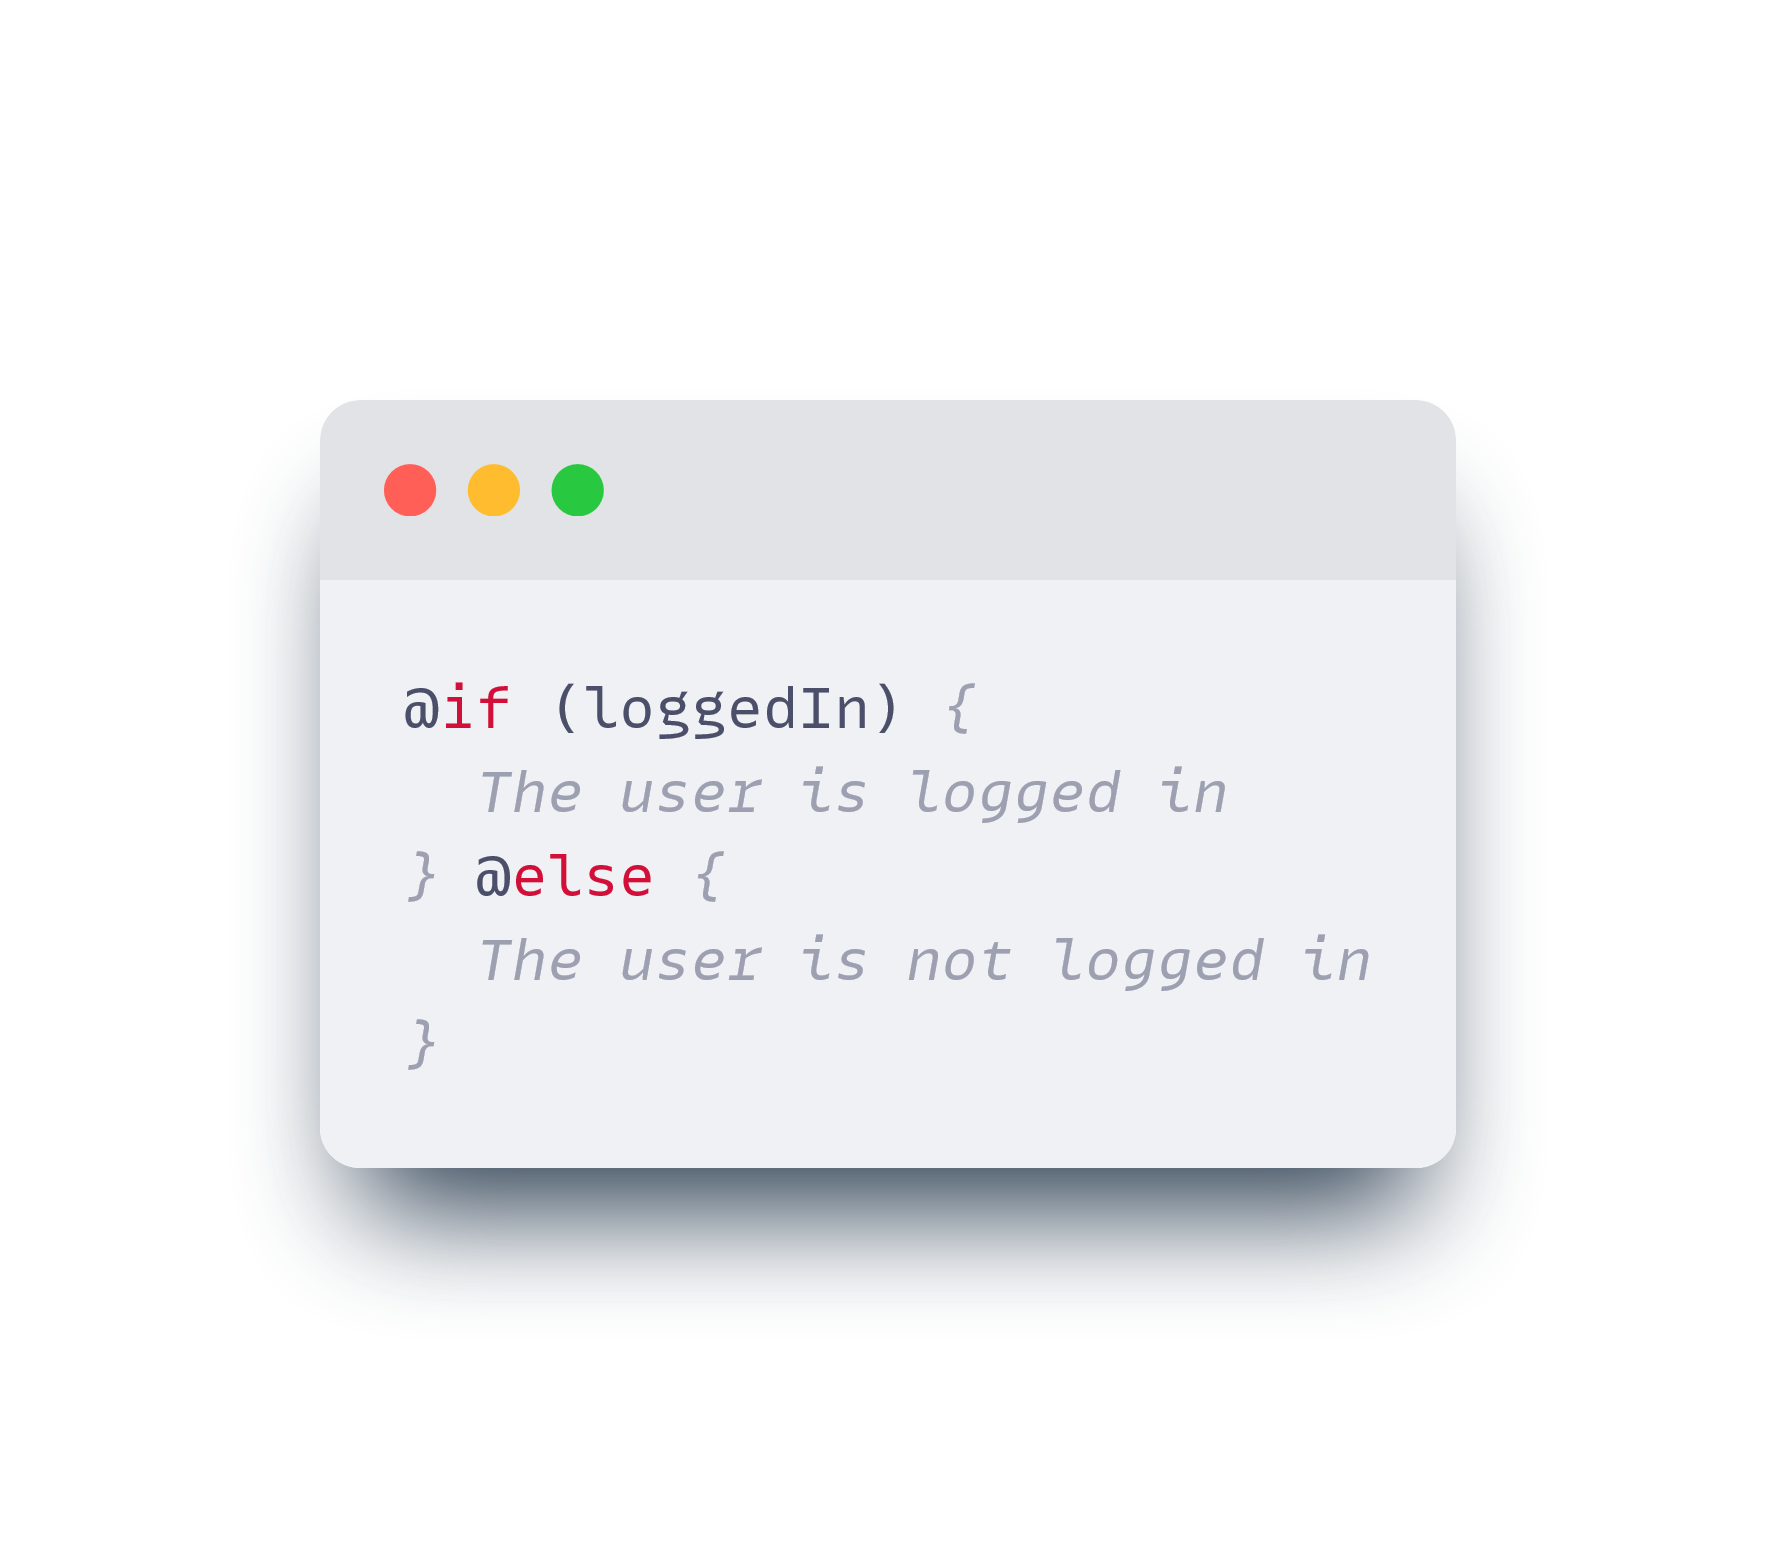 @if (loggedIn) {
  The user is logged in
} @else {
  The user is not logged in
}